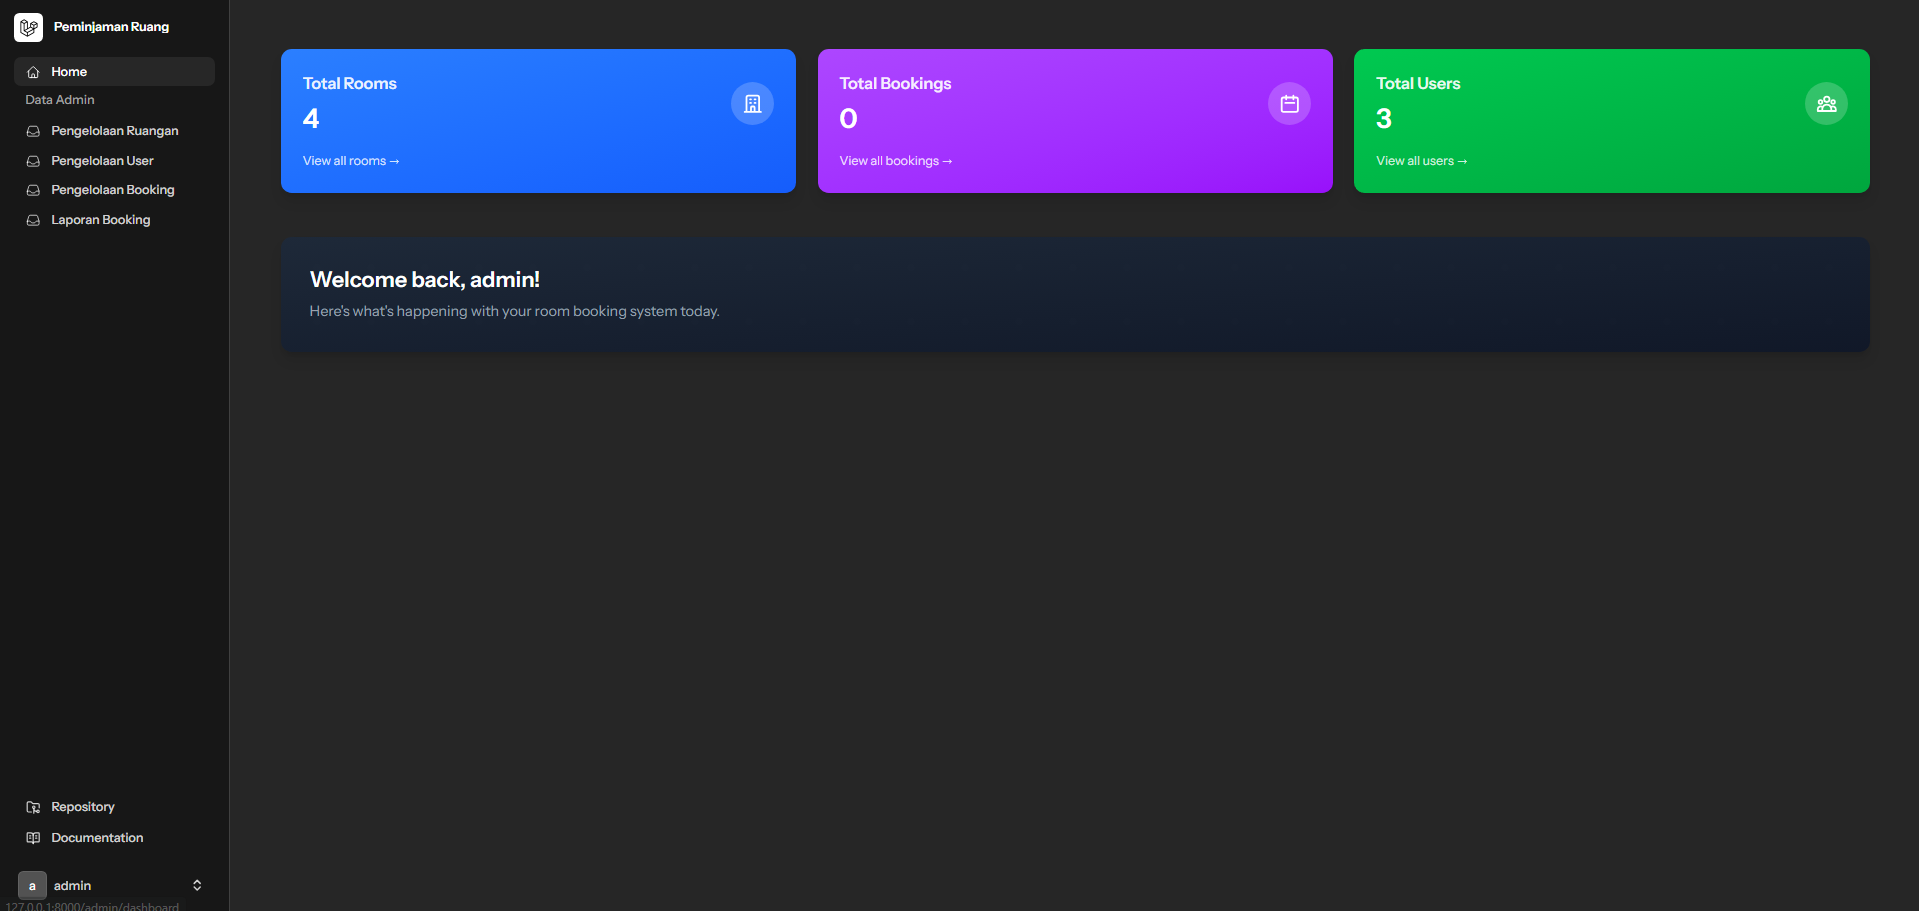 Peminjaman Ruang
Home
Data Admin
Pengelolaan Ruangan
Pengelolaan User
Pengelolaan Booking
Laporan Booking
Repository
Documentation
a admin
127.0.0.1:8000/admin/dashboard
Total Rooms
4
View all rooms →
Total Bookings
0
View all bookings →
Total Users
3
View all users →
Welcome back, admin!
Here's what's happening with your room booking system today.